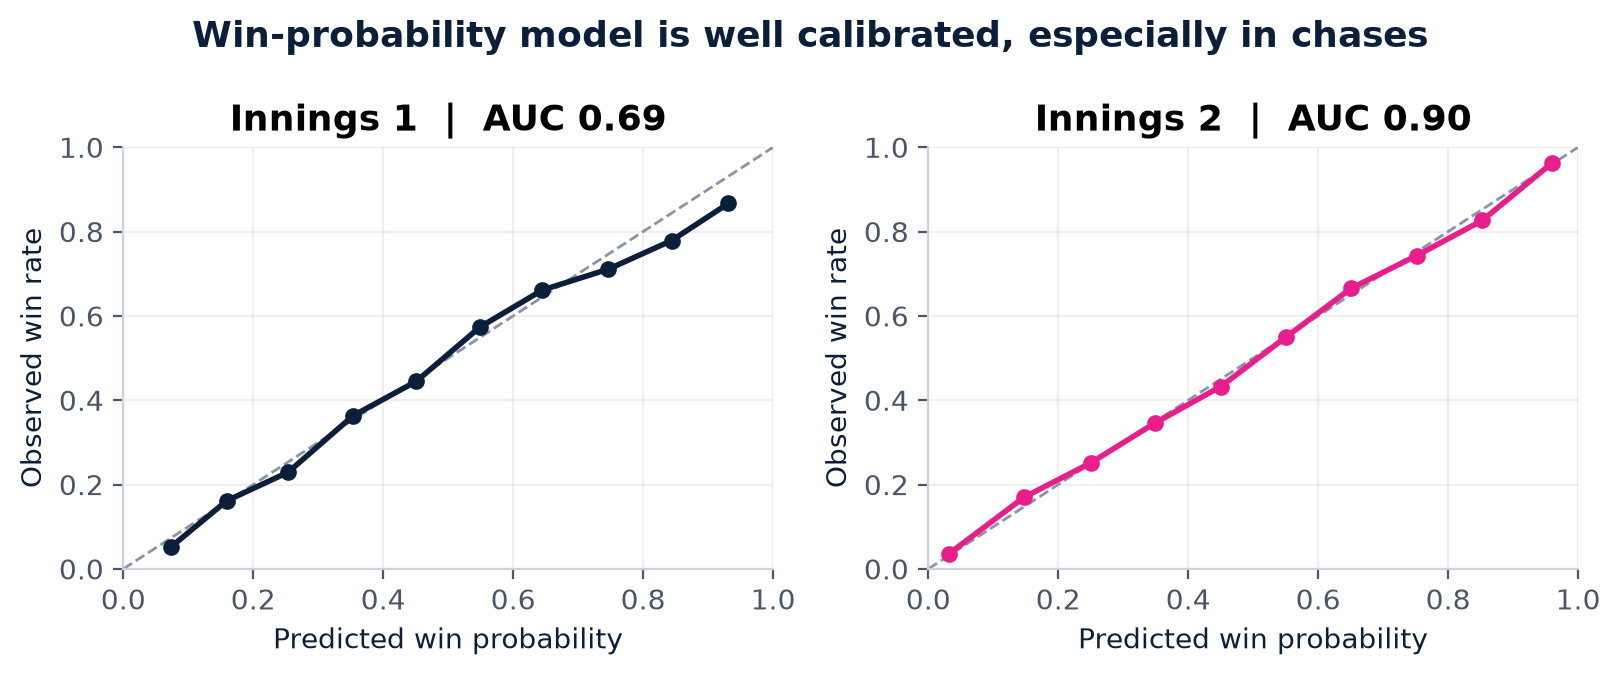 Win-probability model is well calibrated, especially in chases
Innings 1 | AUC 0.69
Observed win rate
1.0
0.8
0.6
0.4
0.2
0.0
0.0 0.2 0.4 0.6 0.8 1.0
Predicted win probability
Innings 2 | AUC 0.90
Observed win rate
1.0
0.8
0.6
0.4
0.2
0.0
0.0 0.2 0.4 0.6 0.8 1.0
Predicted win probability